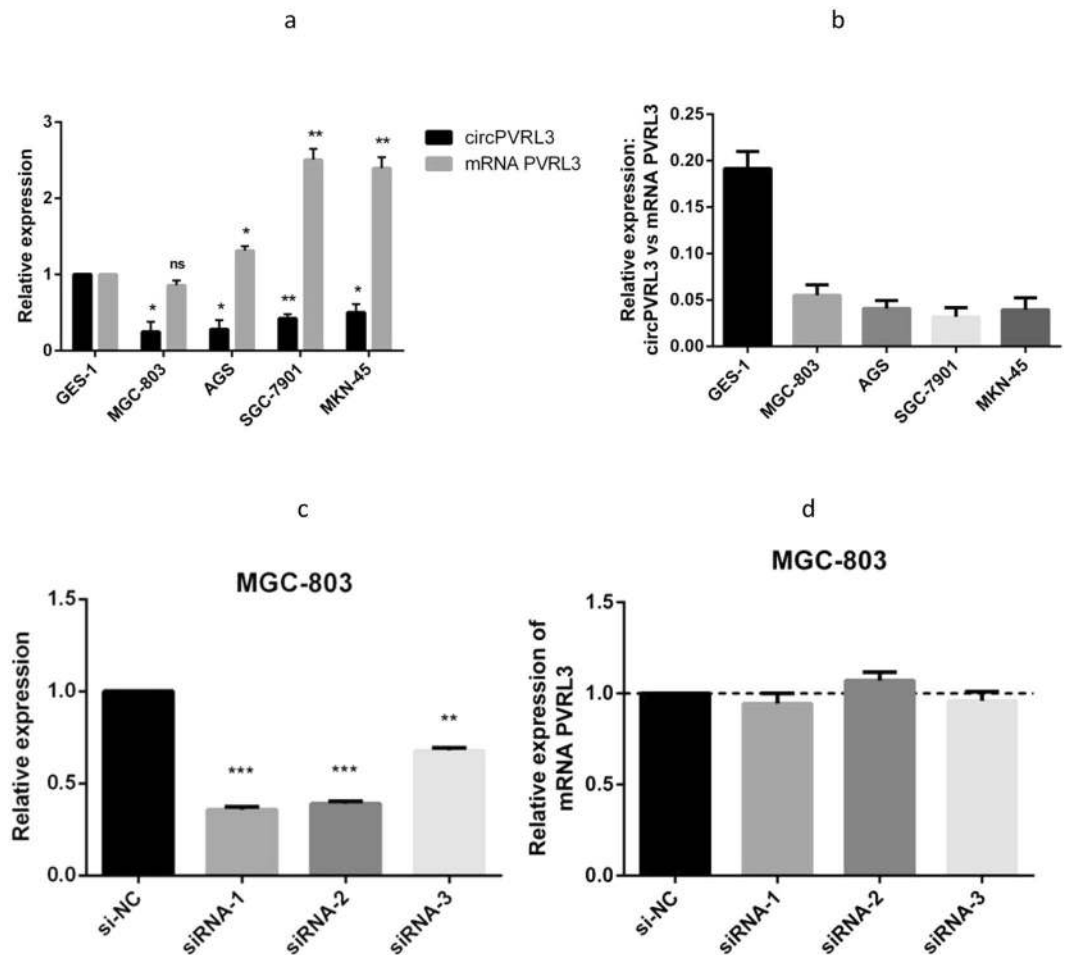 a
Relative expression
3
2
1
0
**
**
*
ns
*
*
**
*
circPVRL3
mRNA PVRL3
GES-1
MGC-803
AGS
SGC-7901
MKN-45
b
Relative expression:
circPVRL3 vs mRNA PVRL3
0.20
0.15
0.10
0.05
0.00
GES-1
MGC-803
AGS
SGC-7901
MKN-45
c
MGC-803
Relative expression
1.5
1.0
0.5
0.0
***
***
**
si-NC
siRNA-1
siRNA-2
siRNA-3
d
MGC-803
Relative expression of
mRNA PVRL3
1.5
1.0
0.5
0.0
si-NC
siRNA-1
siRNA-2
siRNA-3